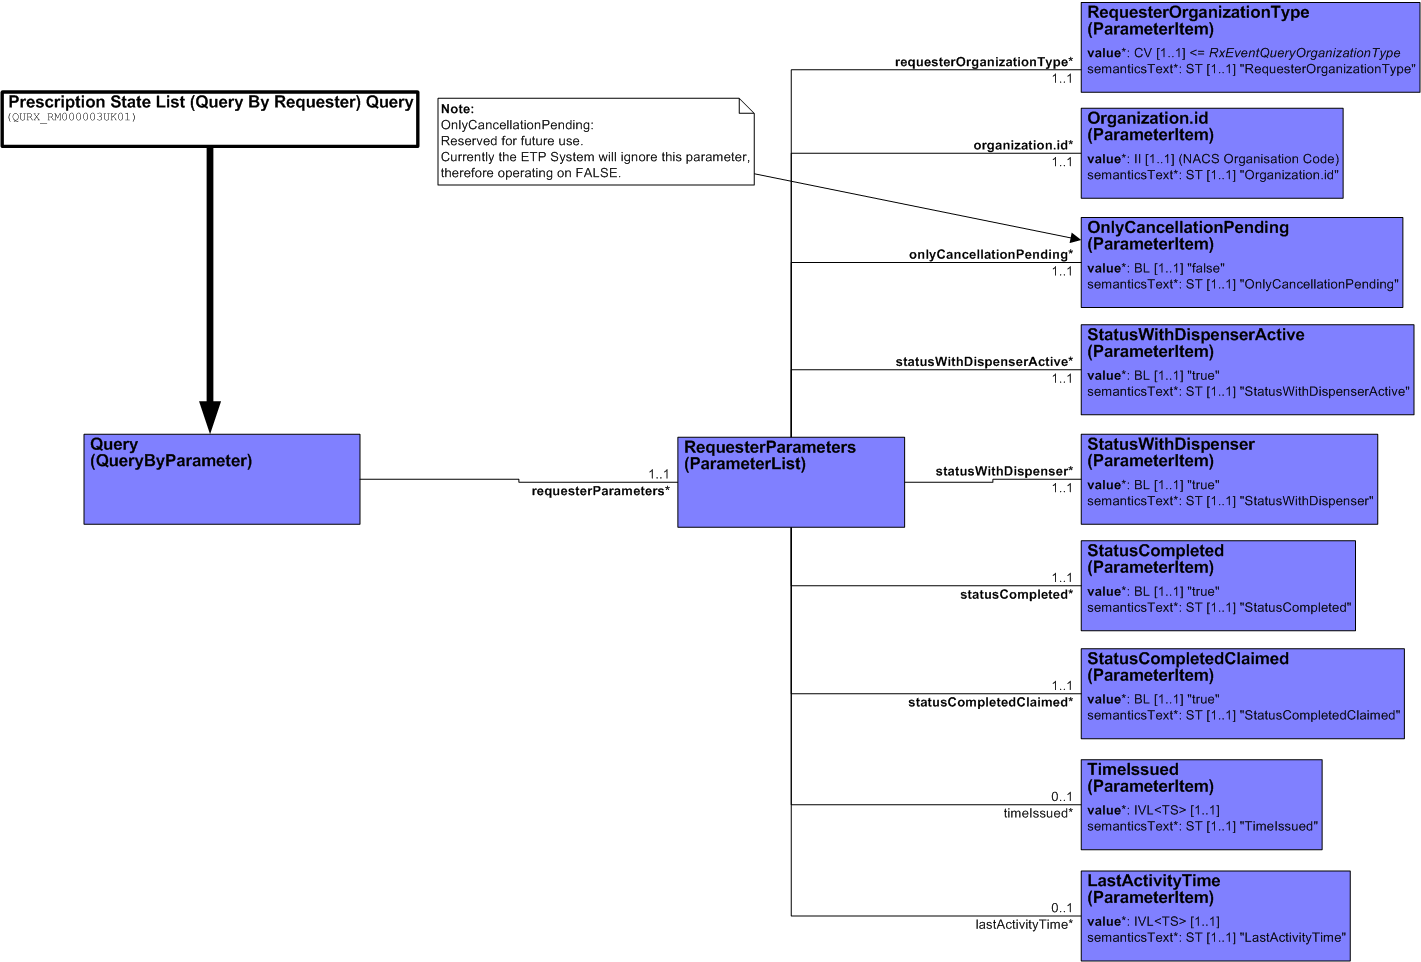 Prescription State List (Query By Requester) Query
(QURX_RM000003UK01)
Note:
OnlyCancellationPending:
Reserved for future use.
Currently the ETP System will ignore this parameter,
therefore operating on FALSE.
Query
(QueryByParameter)
1..1
requesterParameters*
RequesterParameters
(ParameterList)
requesterOrganizationType*
1..1
RequesterOrganizationType
(ParameterItem)
value*: CV [1..1] <= RxEventQueryOrganizationType
semanticsText*: ST [1..1] "RequesterOrganizationType"
organization.id*
1..1
Organization.id
(ParameterItem)
value*: II [1..1] (NACS Organisation Code)
semanticsText*: ST [1..1] "Organization.id"
onlyCancellationPending*
1..1
OnlyCancellationPending
(ParameterItem)
value*: BL [1..1] "false"
semanticsText*: ST [1..1] "OnlyCancellationPending"
statusWithDispenserActive*
1..1
StatusWithDispenserActive
(ParameterItem)
value*: BL [1..1] "true"
semanticsText*: ST [1..1] "StatusWithDispenserActive"
statusWithDispenser*
1..1
StatusWithDispenser
(ParameterItem)
value*: BL [1..1] "true"
semanticsText*: ST [1..1] "StatusWithDispenser"
1..1
statusCompleted*
StatusCompleted
(ParameterItem)
value*: BL [1..1] "true"
semanticsText*: ST [1..1] "StatusCompleted"
1..1
statusCompletedClaimed*
StatusCompletedClaimed
(ParameterItem)
value*: BL [1..1] "true"
semanticsText*: ST [1..1] "StatusCompletedClaimed"
0..1
timeIssued*
TimeIssued
(ParameterItem)
value*: IVL<TS> [1..1]
semanticsText*: ST [1..1] "TimeIssued"
0..1
lastActivityTime*
LastActivityTime
(ParameterItem)
value*: IVL<TS> [1..1]
semanticsText*: ST [1..1] "LastActivityTime"